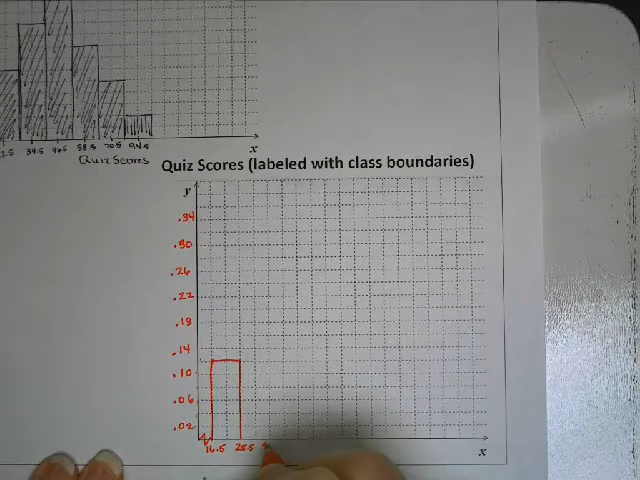 34.5 46.5 58.5 70.5 94.5
x
Quiz Scores
Quiz Scores (labeled with class boundaries)
y
.34
.30
.26
.22
.18
.14
.10
.06
.02
16.5 28.5
x